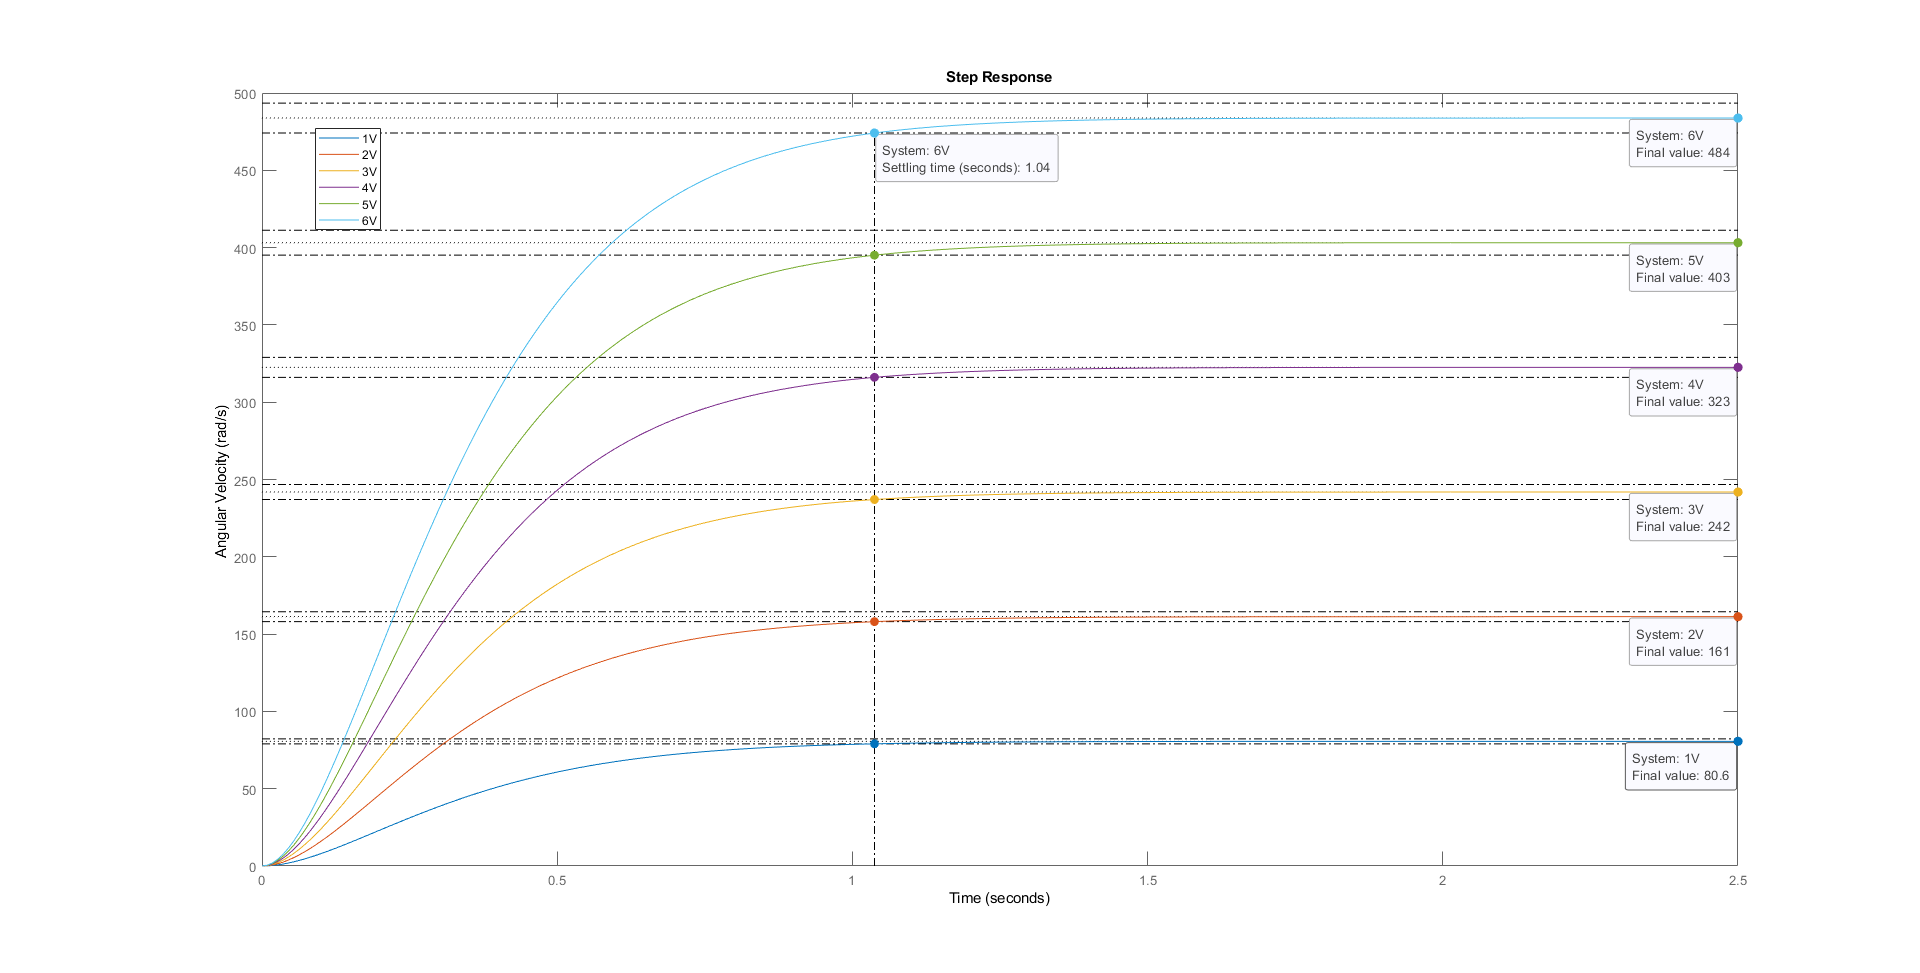 Step Response
500
450
400
350
300
250
200
150
100
50
0
Angular Velocity (rad/s)
1V
2V
3V
4V
5V
6V
System: 6V
Settling time (seconds): 1.04
System: 6V
Final value: 484
System: 5V
Final value: 403
System: 4V
Final value: 323
System: 3V
Final value: 242
System: 2V
Final value: 161
System: 1V
Final value: 80.6
0 0.5 1 1.5 2 2.5
Time (seconds)